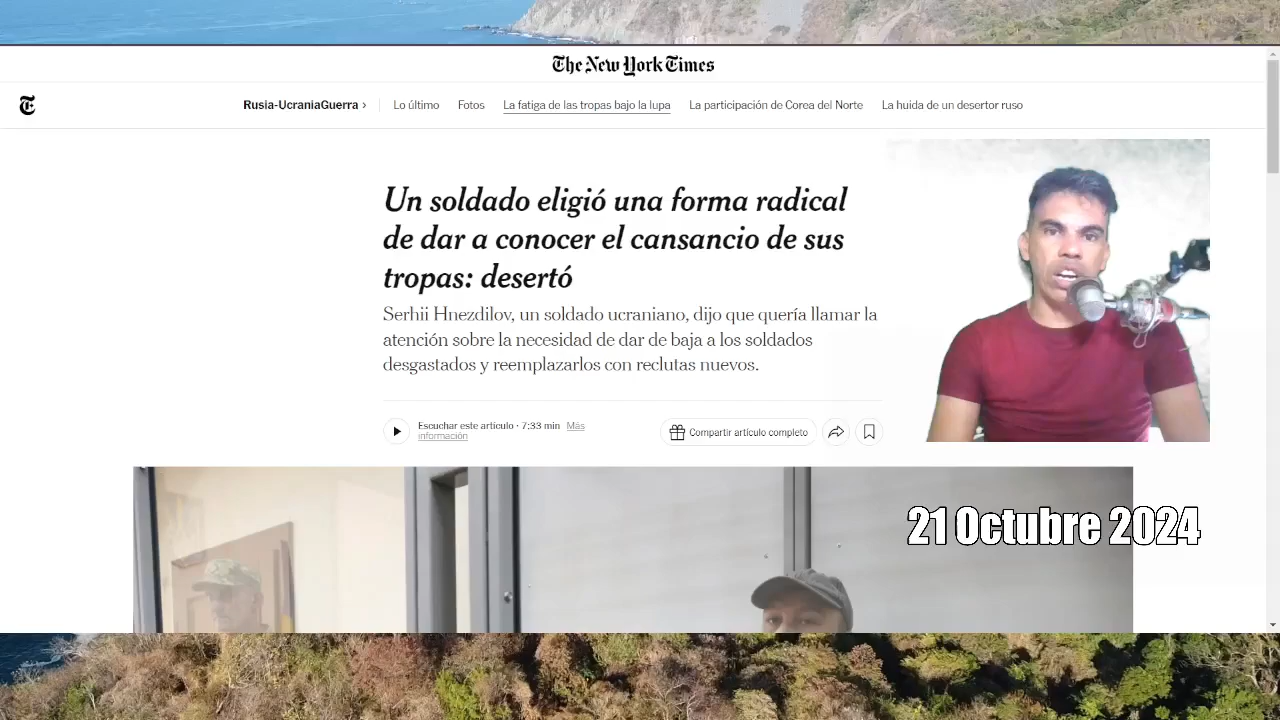 The New York Times
Rusia-UcraniaGuerra › Lo último Fotos La fatiga de las tropas bajo la lupa La participación de Corea del Norte La huida de un desertor ruso
Un soldado eligió una forma radical
de dar a conocer el cansancio de sus
tropas: desertó
Serhii Hnezdilov, un soldado ucraniano, dijo que quería llamar la
atención sobre la necesidad de dar de baja a los soldados
desgastados y reemplazarlos con reclutas nuevos.
Escuchar este artículo · 7:33 min Más
información
Compartir artículo completo
21 Octubre 2024